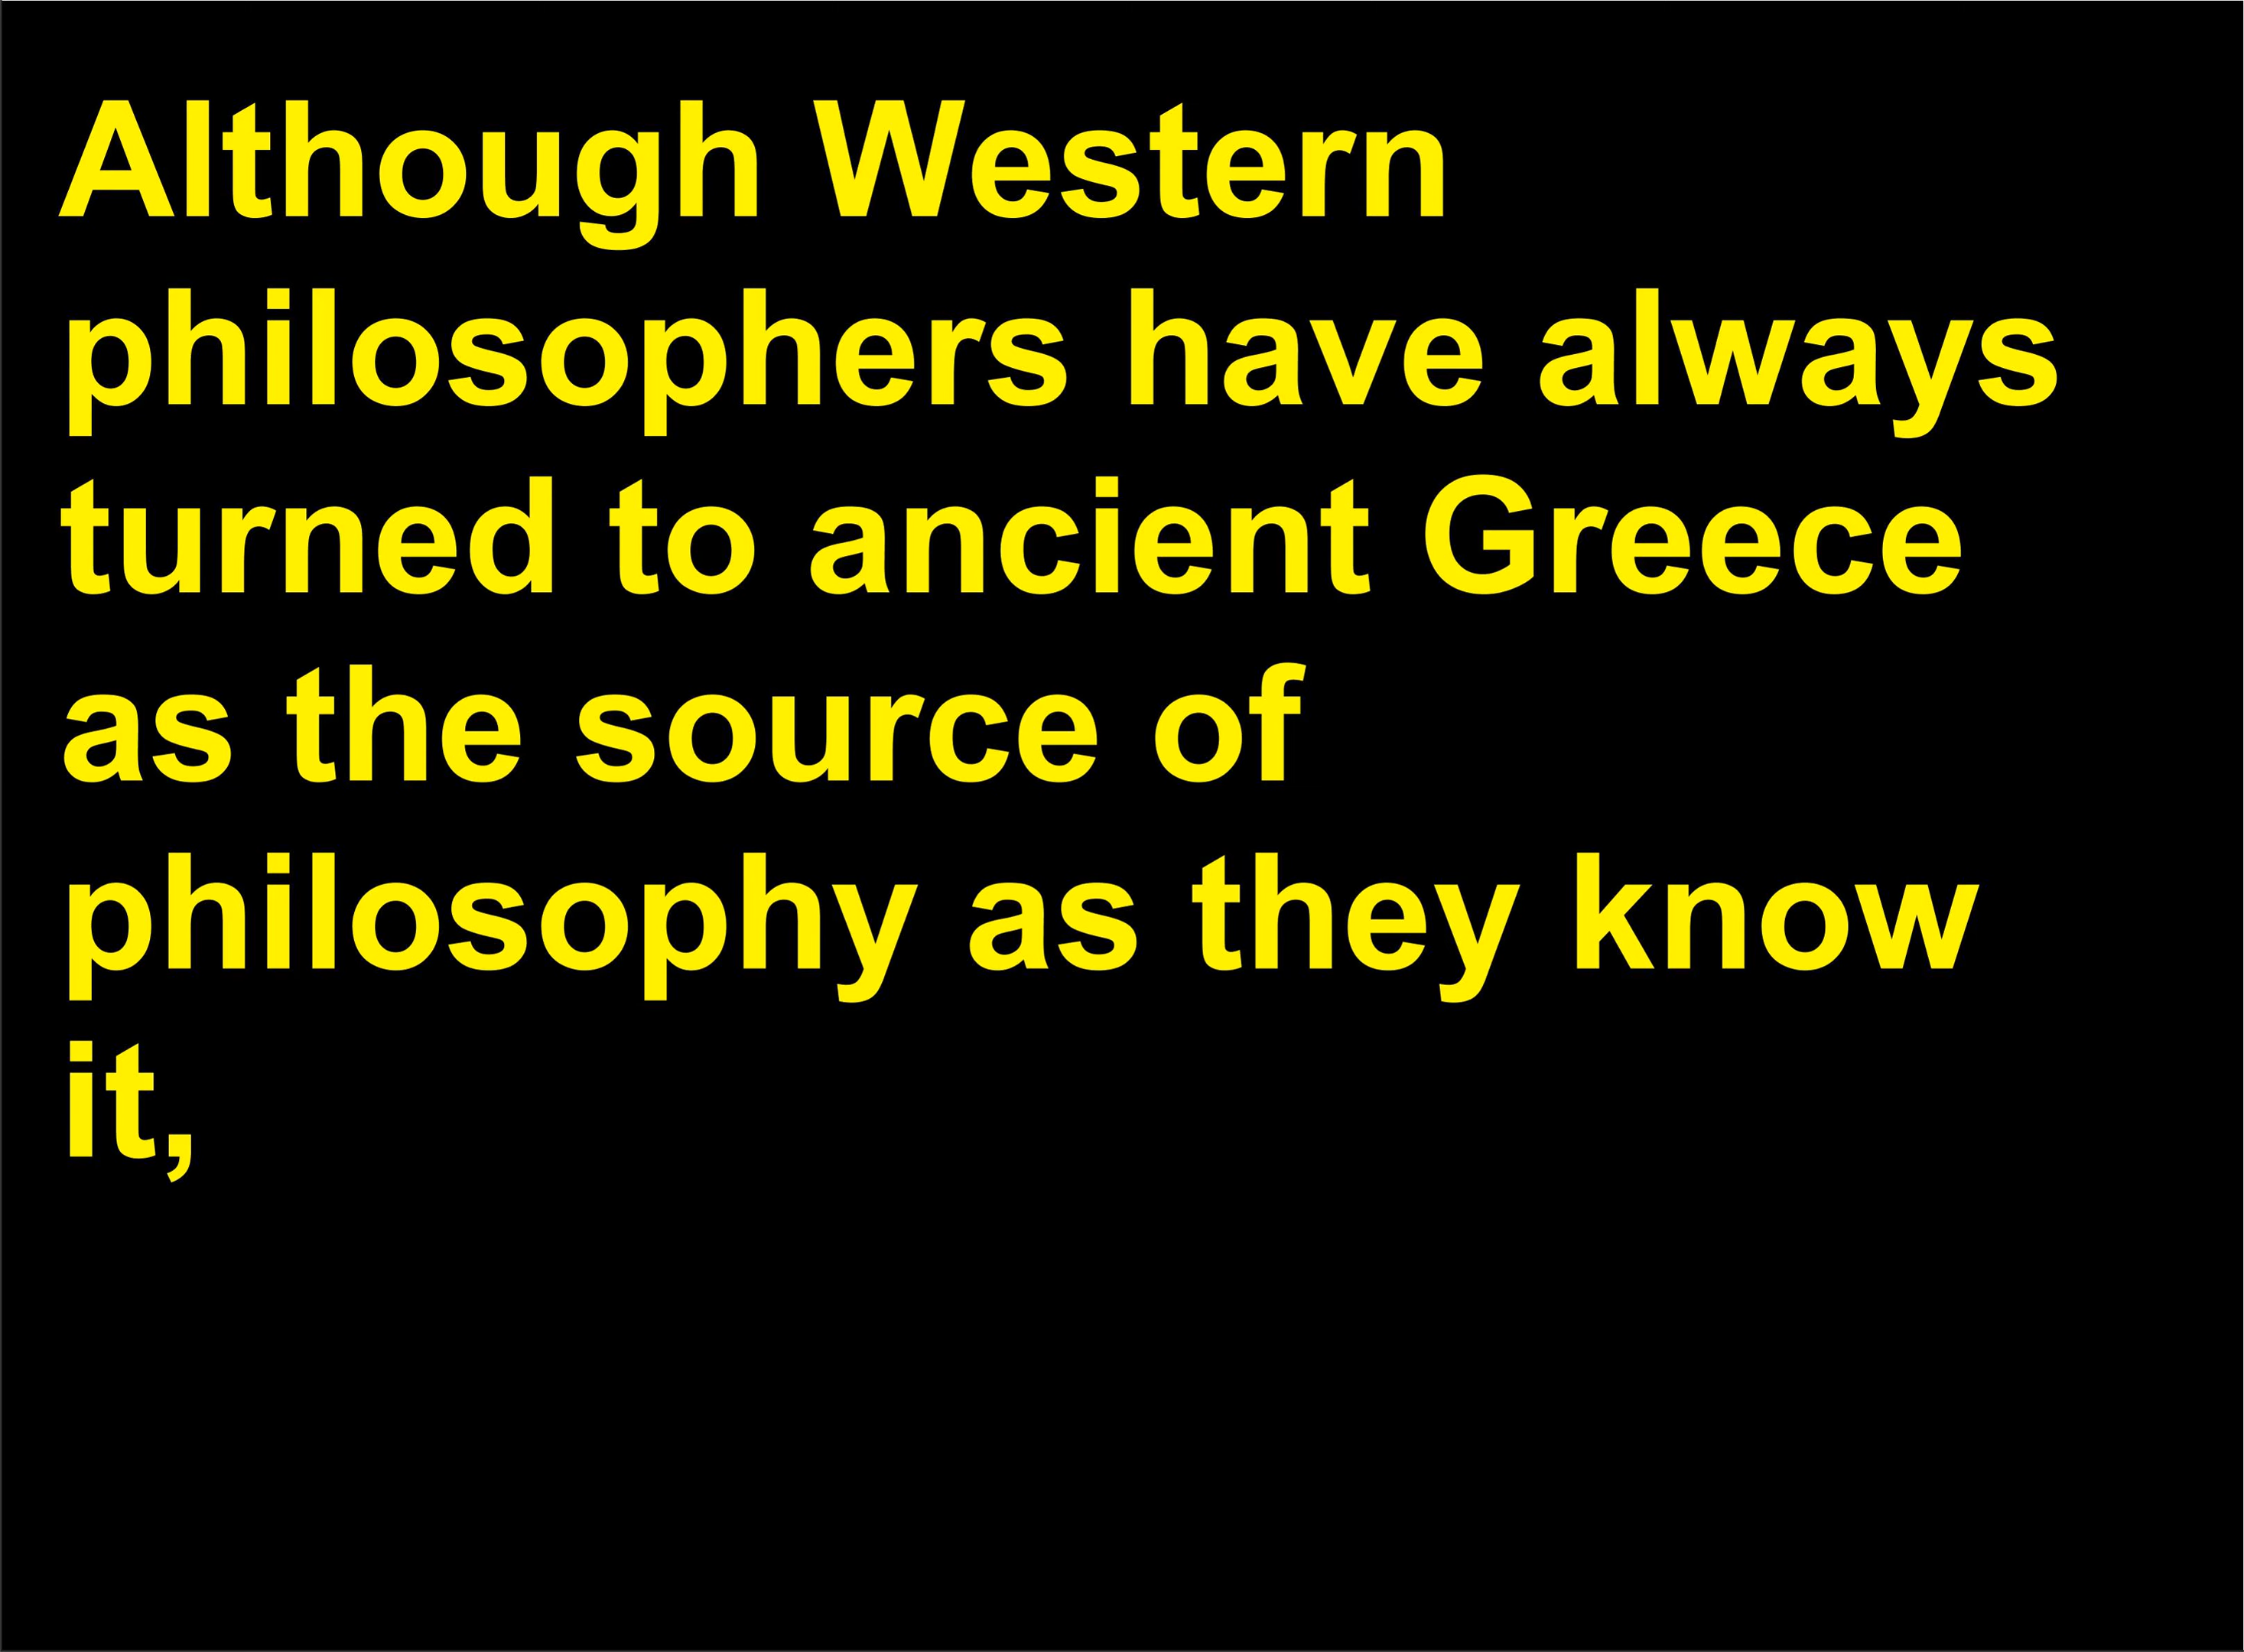 Although Western
philosophers have always
turned to ancient Greece
as the source of
philosophy as they know
it,